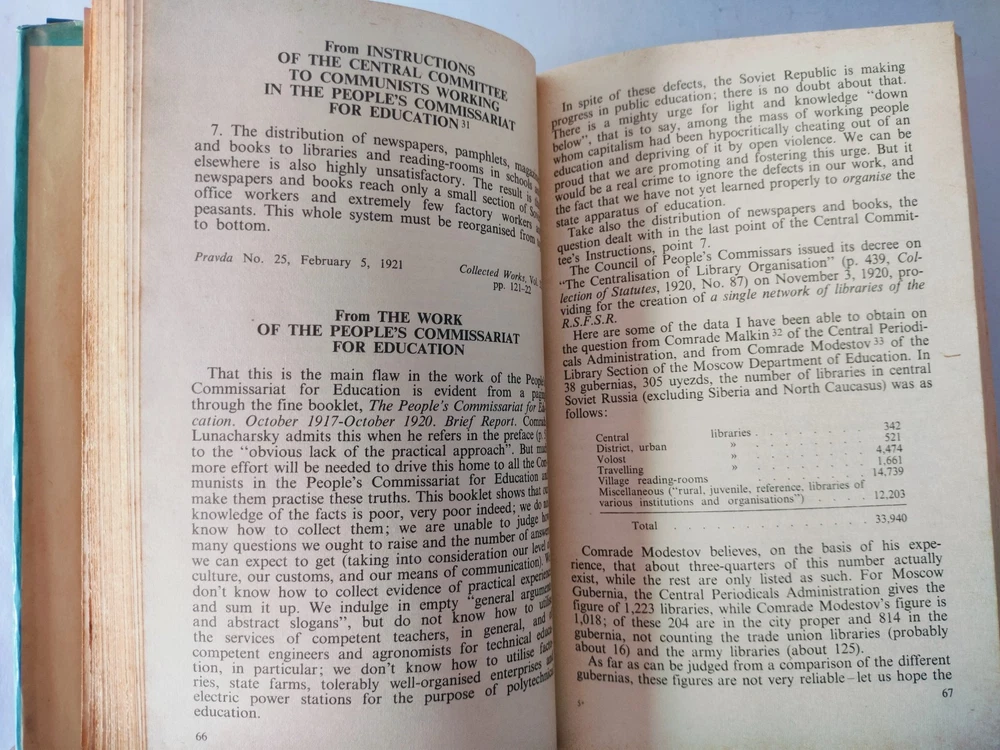 From INSTRUCTIONS
OF THE CENTRAL COMMITTEE
TO COMMUNISTS WORKING
IN THE PEOPLE'S COMMISSARIAT
FOR EDUCATION 31
7. The distribution of newspapers, pamphlets,
and books to libraries and reading-rooms in schools
elsewhere is also highly unsatisfactory. The result is
newspapers and books reach only a small section of
office workers and extremely few factory workers
peasants. This whole system must be reorganised from
to bottom.
Pravda No. 25, February 5, 1921
Collected Works, Vol.
pp. 121-22
From THE WORK
OF THE PEOPLE'S COMMISSARIAT
FOR EDUCATION
That this is the main flaw in the work of the People's
Commissariat for Education is evident from a
through the fine booklet, The People's Commissariat for Edu-
cation. October 1917-October 1920. Brief Report. Comrade
Lunacharsky admits this when he refers in the preface (p.
to the "obvious lack of the practical approach". But much
more effort will be needed to drive this home to all the Com-
munists in the People's Commissariat for Education and
make them practise these truths. This booklet shows that our
knowledge of the facts is poor, very poor indeed; we do not
know how to collect them; we are unable to judge how
many questions we ought to raise and the number of answers
we can expect to get (taking into consideration our level of
culture, our customs, and our means of communication). We
don't know how to collect evidence of practical experience
and sum it up. We indulge in empty "general arguments
and abstract slogans", but do not know how to utilise
the services of competent teachers, in general, and of
competent engineers and agronomists for technical educa-
tion, in particular; we don't know how to utilise facto-
ries, state farms, tolerably well-organised enterprises and
electric power stations for the purpose of polytechnical
education.
66
In spite of these defects, the Soviet Republic is making
progress in public education; there is no doubt about that.
There is a mighty urge for light and knowledge "down
below", that is to say, among the mass of working people
whom capitalism had been hypocritically cheating out of an
education and depriving of it by open violence. We can be
proud that we are promoting and fostering this urge. But it
would be a real crime to ignore the defects in our work, and
the fact that we have not yet learned properly to organise the
state apparatus of education.
Take also the distribution of newspapers and books, the
question dealt with in the last point of the Central Commit-
tee's Instructions, point 7.
The Council of People's Commissars issued its decree on
"The Centralisation of Library Organisation" (p. 439, Col-
lection of Statutes, 1920, No. 87) on November 3, 1920, pro-
viding for the creation of a single network of libraries of the
R.S.F.S.R.
Here are some of the data I have been able to obtain on
the question from Comrade Malkin 32 of the Central Periodi-
cals Administration, and from Comrade Modestov 33 of the
Library Section of the Moscow Department of Education. In
38 gubernias, 305 uyezds, the number of libraries in central
Soviet Russia (excluding Siberia and North Caucasus) was as
follows:
Central libraries . . . . . . . . . 342
District, urban » . . . . . . . . . 521
Volost » . . . . . . . . . 4,474
Travelling » . . . . . . . . . 1,661
Village reading-rooms . . . . . . . . . 14,739
Miscellaneous ("rural, juvenile, reference, libraries of
various institutions and organisations") . . . . 12,203
Total . . . . . . . . . 33,940
Comrade Modestov believes, on the basis of his expe-
rience, that about three-quarters of this number actually
exist, while the rest are only listed as such. For Moscow
Gubernia, the Central Periodicals Administration gives the
figure of 1,223 libraries, while Comrade Modestov's figure is
1,018; of these 204 are in the city proper and 814 in the
gubernia, not counting the trade union libraries (probably
about 16) and the army libraries (about 125).
As far as can be judged from a comparison of the different
gubernias, these figures are not very reliable—let us hope the
5*
67